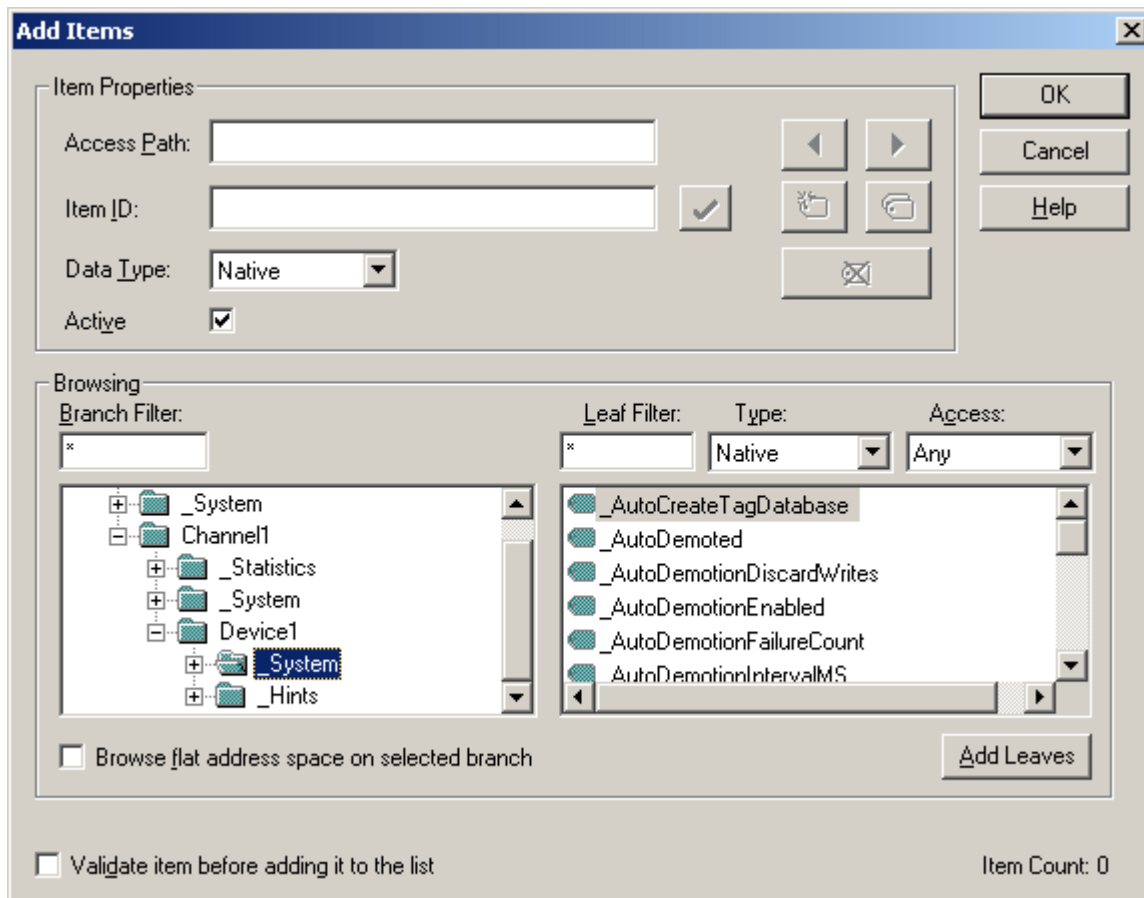 Add Items
Item Properties
OK
Access Path:
Cancel
Item ID:
Help
Data Type: Native
Active
Browsing
Branch Filter: Leaf Filter: Type: Access:
* * Native Any
_System
Channel1
_Statistics
_System
Device1
_System
_Hints
_AutoCreateTagDatabase
_AutoDemoted
_AutoDemotionDiscardWrites
_AutoDemotionEnabled
_AutoDemotionFailureCount
_AutoDemotionIntervalMS
Browse flat address space on selected branch
Add Leaves
Validate item before adding it to the list
Item Count: 0